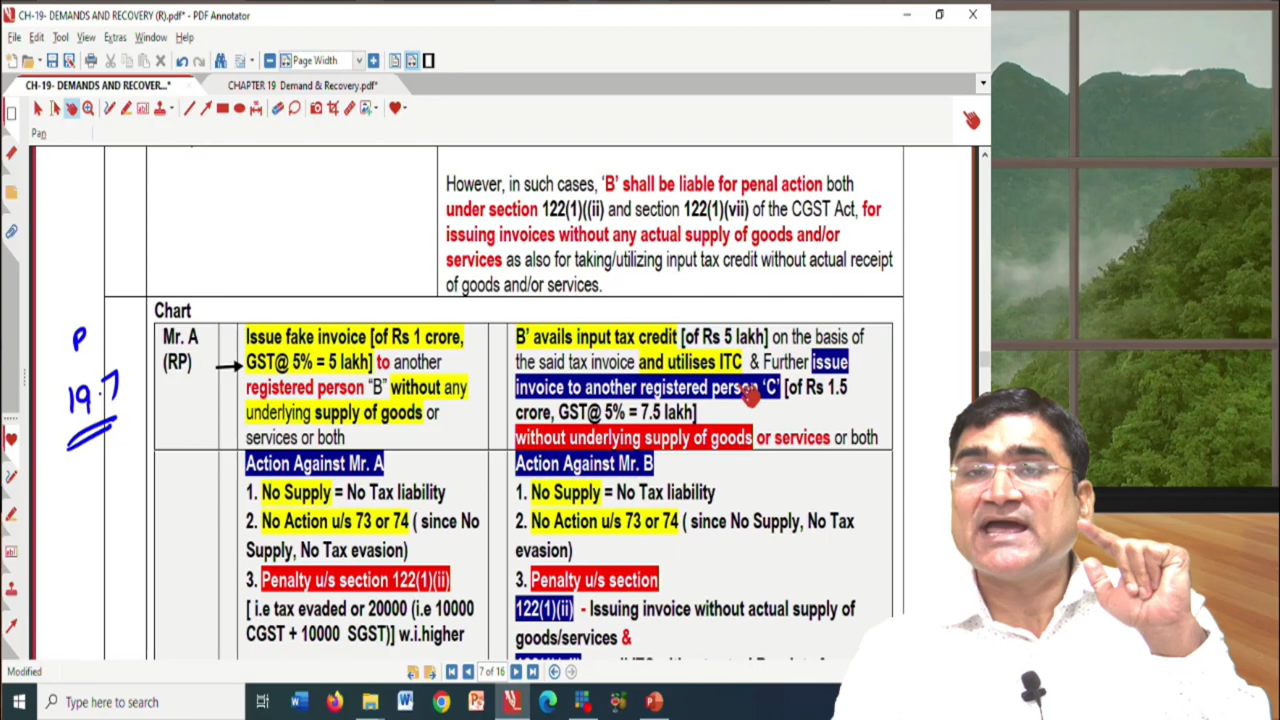 CH-19- DEMANDS AND RECOVERY (R).pdf* - PDF Annotator
File Edit Tool View Extras Window Help
Page Width
CH-19- DEMANDS AND RECOVER...* CHAPTER 19 Demand & Recovery.pdf*
Pan
However, in such cases, 'B' shall be liable for penal action both
under section 122(1)((ii) and section 122(1)(vii) of the CGST Act, for
issuing invoices without any actual supply of goods and/or
services as also for taking/utilizing input tax credit without actual receipt
of goods and/or services.
Chart
Mr. A
(RP)
Issue fake invoice [of Rs 1 crore,
GST@ 5% = 5 lakh] to another
registered person "B" without any
underlying supply of goods or
services or both
B' avails input tax credit [of Rs 5 lakh] on the basis of
the said tax invoice and utilises ITC & Further issue
invoice to another registered person 'C' [of Rs 1.5
crore, GST@ 5% = 7.5 lakh]
without underlying supply of goods or services or both
P
19.7
Action Against Mr. A
1. No Supply = No Tax liability
2. No Action u/s 73 or 74 ( since No
Supply, No Tax evasion)
3. Penalty u/s section 122(1)(ii)
[ i.e tax evaded or 20000 (i.e 10000
CGST + 10000 SGST)] w.i.higher
Action Against Mr. B
1. No Supply = No Tax liability
2. No Action u/s 73 or 74 ( since No Supply, No Tax
evasion)
3. Penalty u/s section
122(1)(ii) - Issuing invoice without actual supply of
goods/services &
Modified
7 of 16
Type here to search